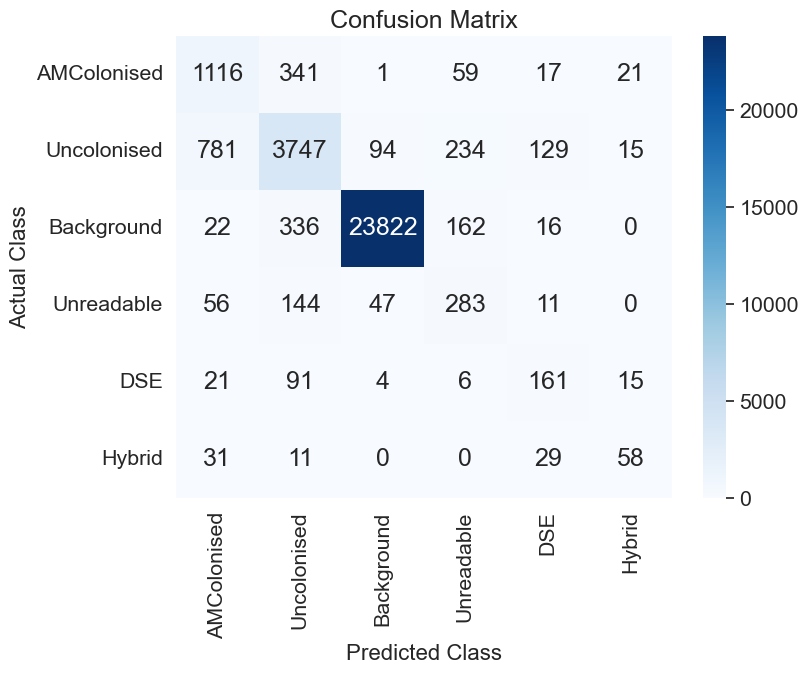 Confusion Matrix
AMColonised 1116 341 1 59 17 21
Uncolonised 781 3747 94 234 129 15
Background 22 336 23822 162 16 0
Unreadable 56 144 47 283 11 0
DSE 21 91 4 6 161 15
Hybrid 31 11 0 0 29 58
Actual Class
AMColonised
Uncolonised
Background
Unreadable
DSE
Hybrid
Predicted Class
20000
15000
10000
5000
0